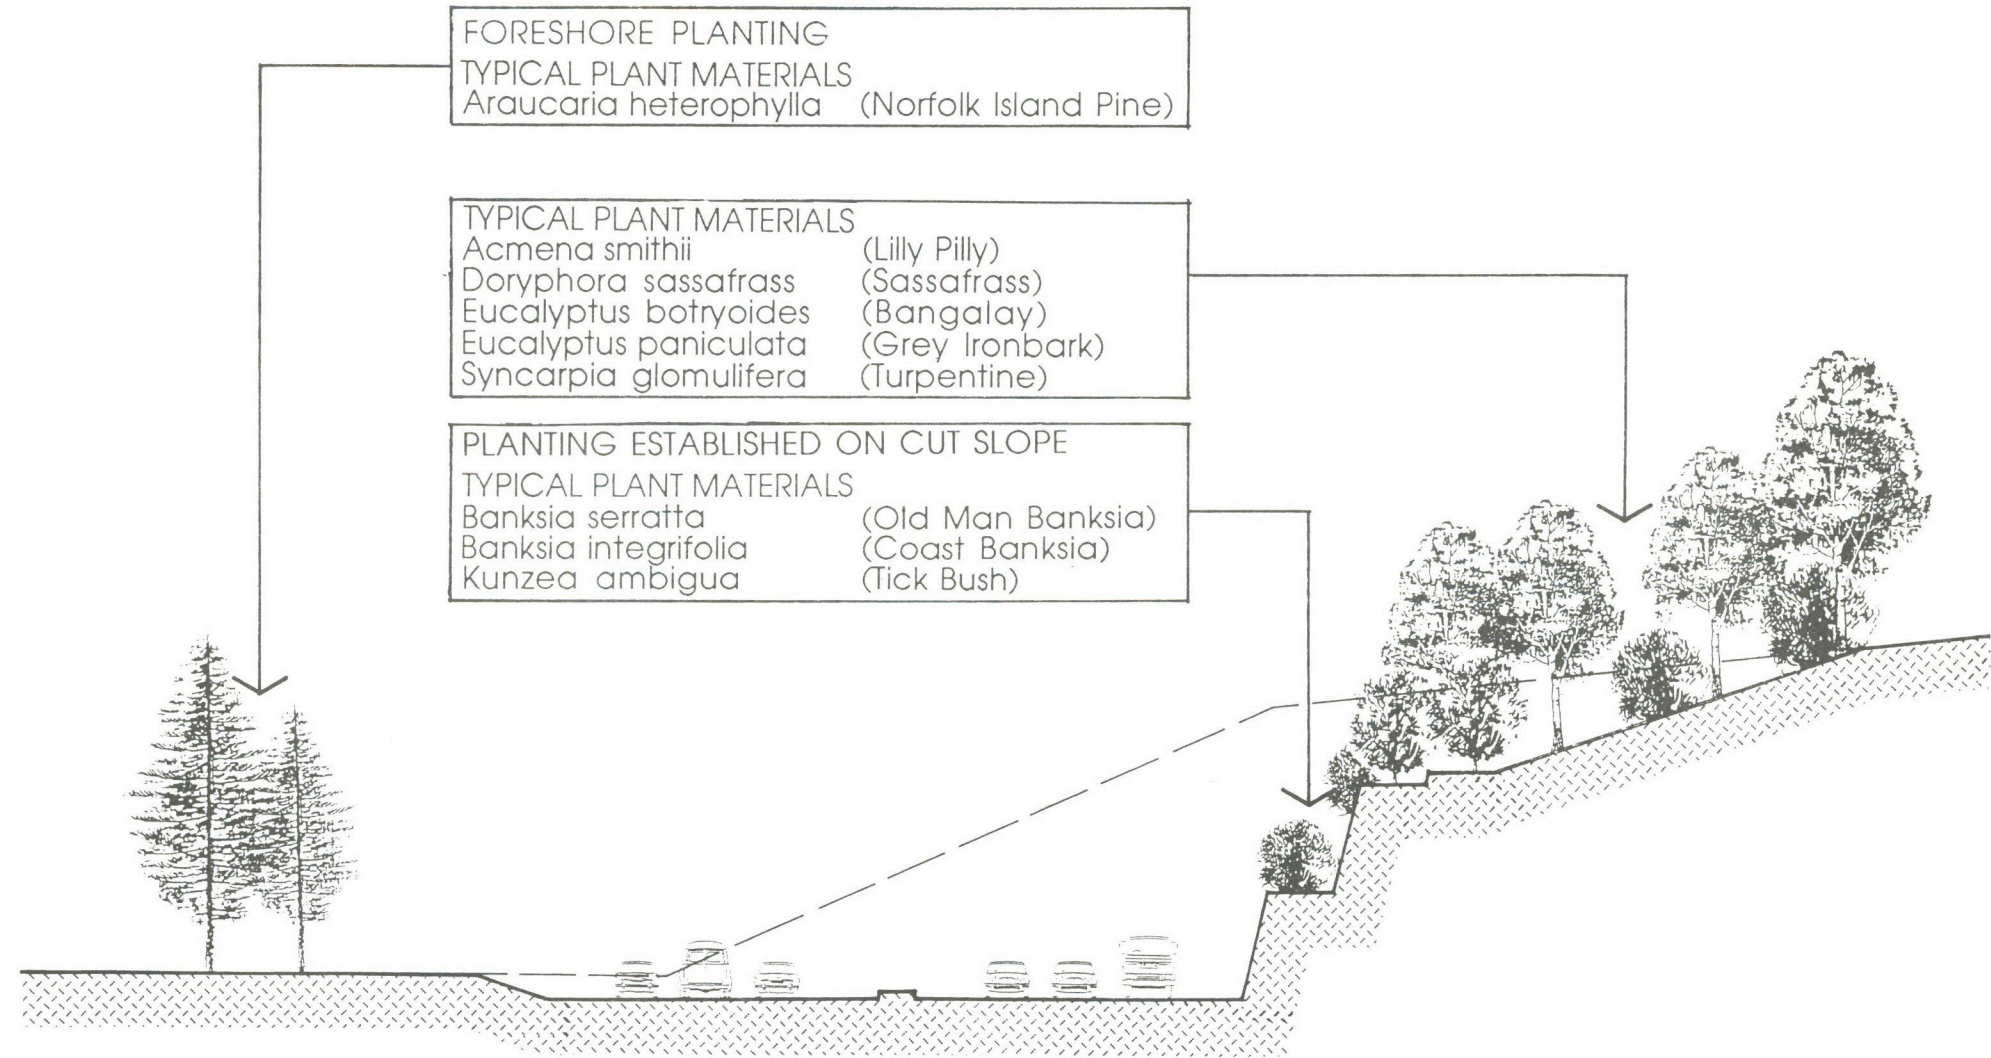 FORESHORE PLANTING
TYPICAL PLANT MATERIALS
Araucaria heterophylla (Norfolk Island Pine)
TYPICAL PLANT MATERIALS
Acmena smithii (Lilly Pilly)
Doryphora sassafrass (Sassafrass)
Eucalyptus botryoides (Bangalay)
Eucalyptus paniculata (Grey Ironbark)
Syncarpia glomulifera (Turpentine)
PLANTING ESTABLISHED ON CUT SLOPE
TYPICAL PLANT MATERIALS
Banksia serratta (Old Man Banksia)
Banksia integrifolia (Coast Banksia)
Kunzea ambigua (Tick Bush)